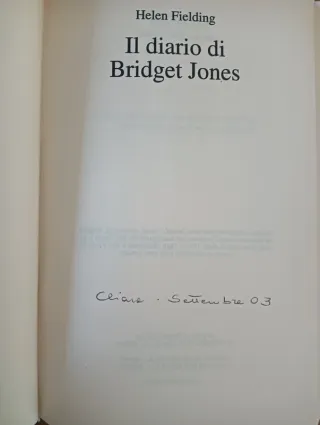 Helen Fielding
Il diario di
Bridget Jones
Chiara . Settembre 03